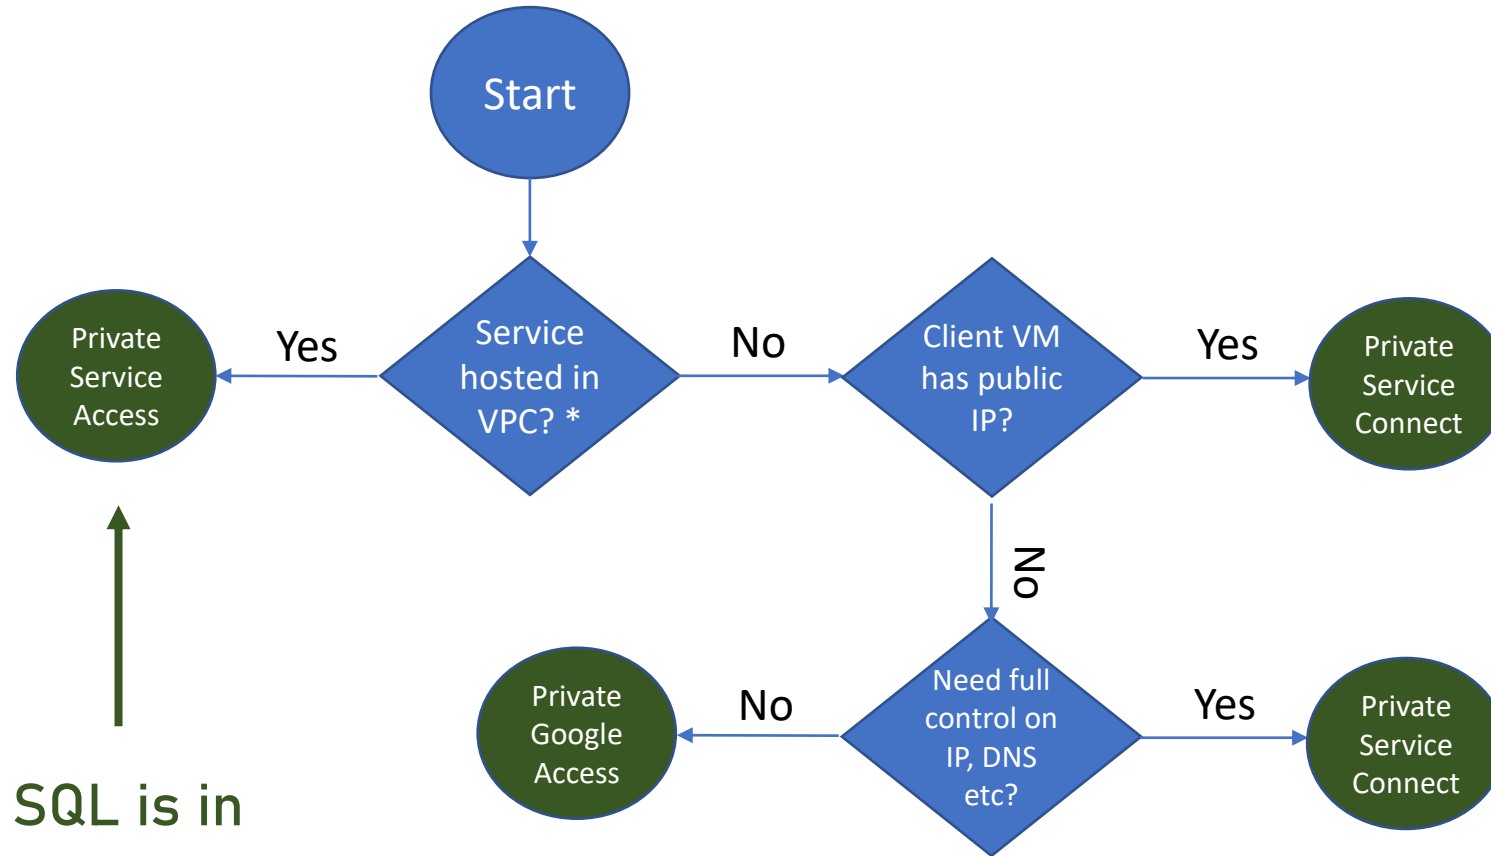 Start
Private
Service
Access
Yes
Service
hosted in
VPC? *
No
Client VM
has public
IP?
Yes
Private
Service
Connect
No
Private
Google
Access
No
Need full
control on
IP, DNS
etc?
Yes
Private
Service
Connect
SQL is in